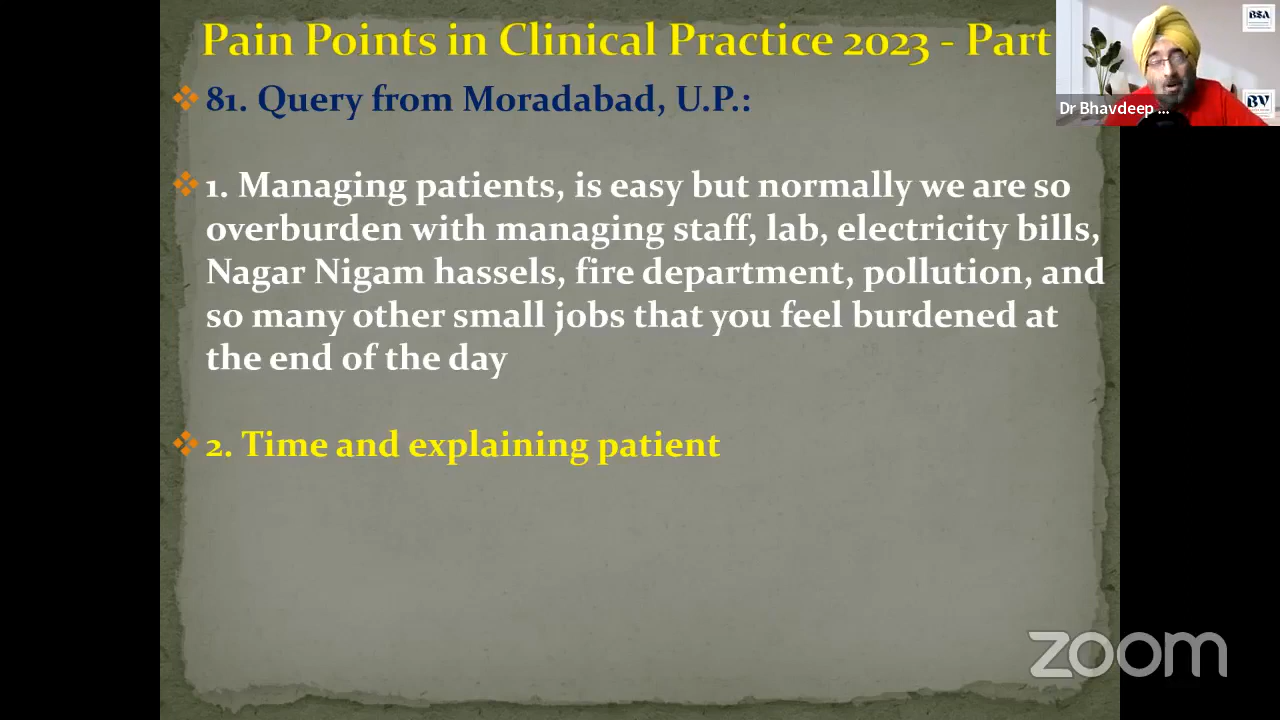 Pain Points in Clinical Practice 2023 - Part
81. Query from Moradabad, U.P.:
1. Managing patients, is easy but normally we are so
overburden with managing staff, lab, electricity bills,
Nagar Nigam hassels, fire department, pollution, and
so many other small jobs that you feel burdened at
the end of the day
2. Time and explaining patient
B$A
BV
Dr Bhavdeep ...
zoom